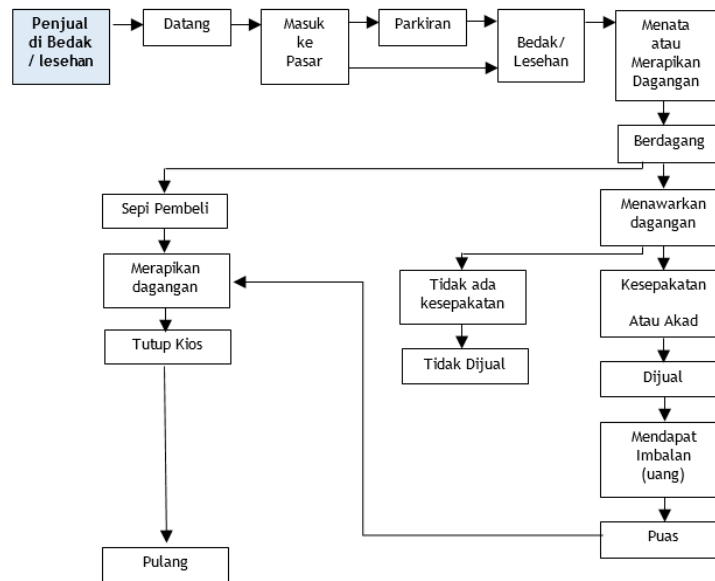 Penjual
di Bedak
/ lesehan
Datang
Masuk
ke
Pasar
Parkiran
Bedak/
Lesehan
Menata
atau
Merapikan
Dagangan
Berdagang
Sepi Pembeli
Menawarkan
dagangan
Merapikan
dagangan
Tidak ada
kesepakatan
Kesepakatan
Atau Akad
Tutup Kios
Tidak Dijual
Dijual
Mendapat
Imbalan
(uang)
Puas
Pulang